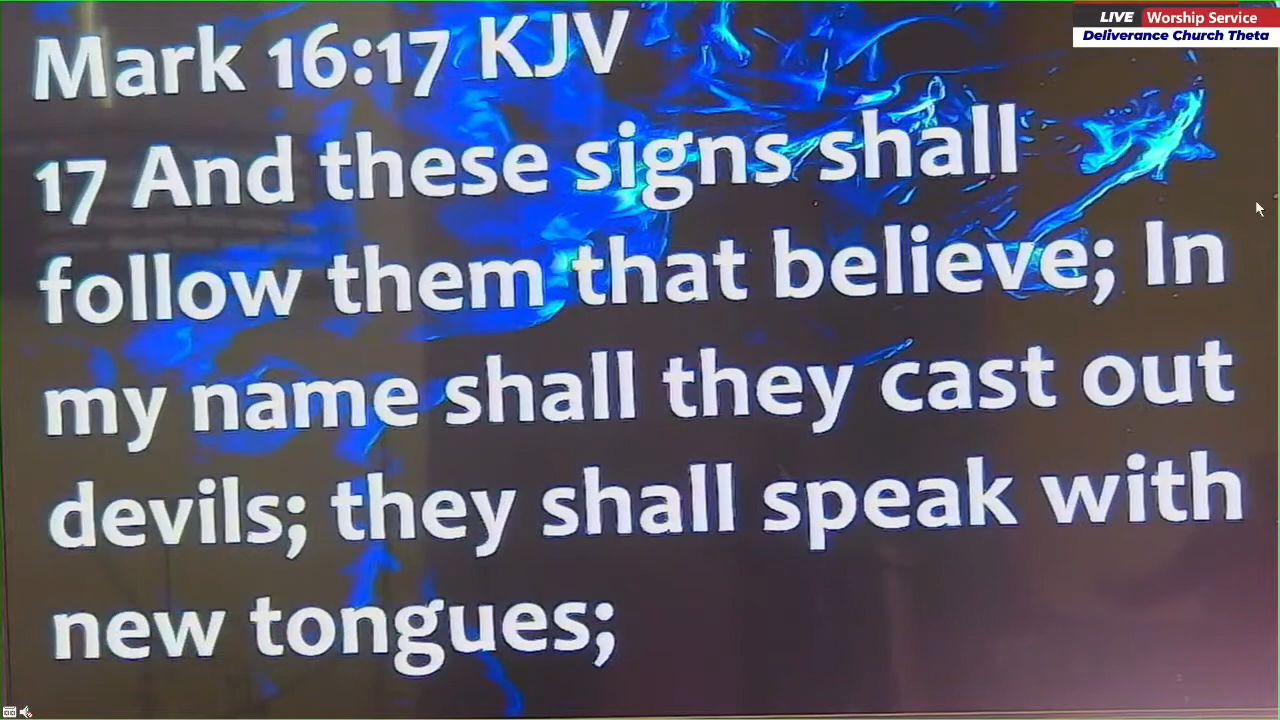 LIVE Worship Service
Deliverance Church Theta
Mark 16:17 KJV
17 And these signs shall
follow them that believe; In
my name shall they cast out
devils; they shall speak with
new tongues;